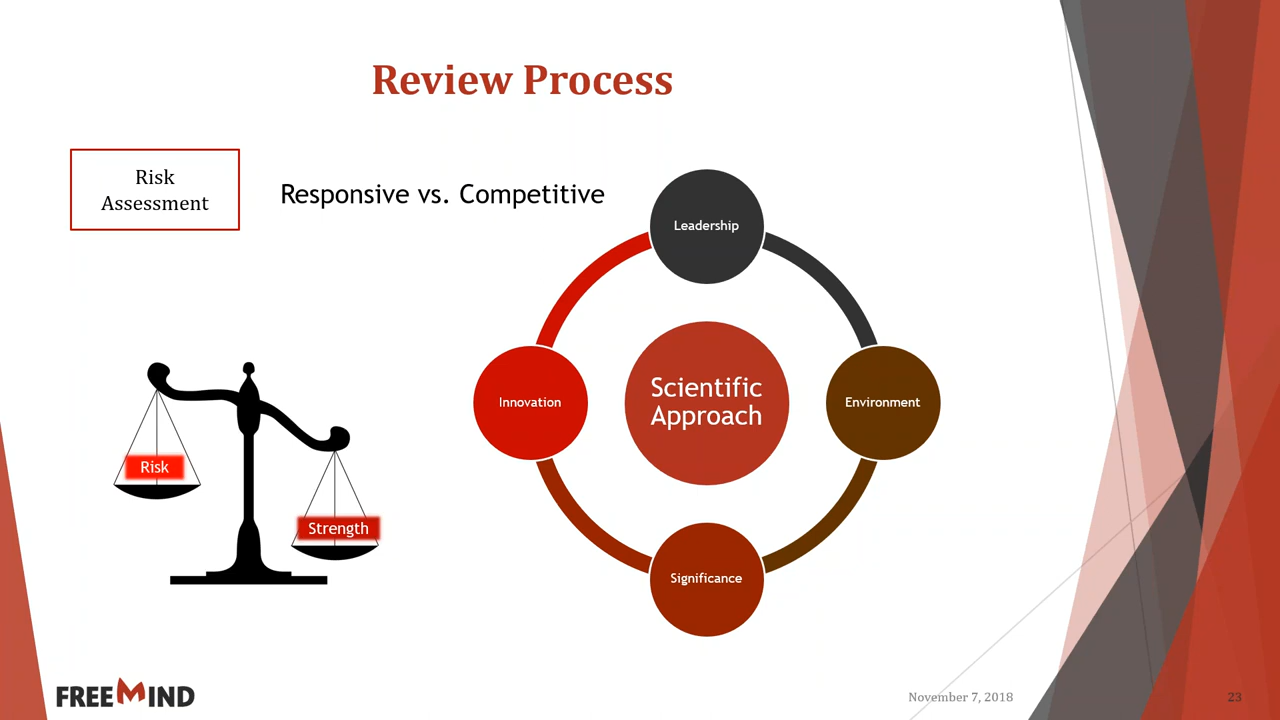 Review Process
Risk
Assessment
Responsive vs. Competitive
Leadership
Innovation
Scientific
Approach
Environment
Significance
Risk
Strength
FREEMIND
November 7, 2018
23